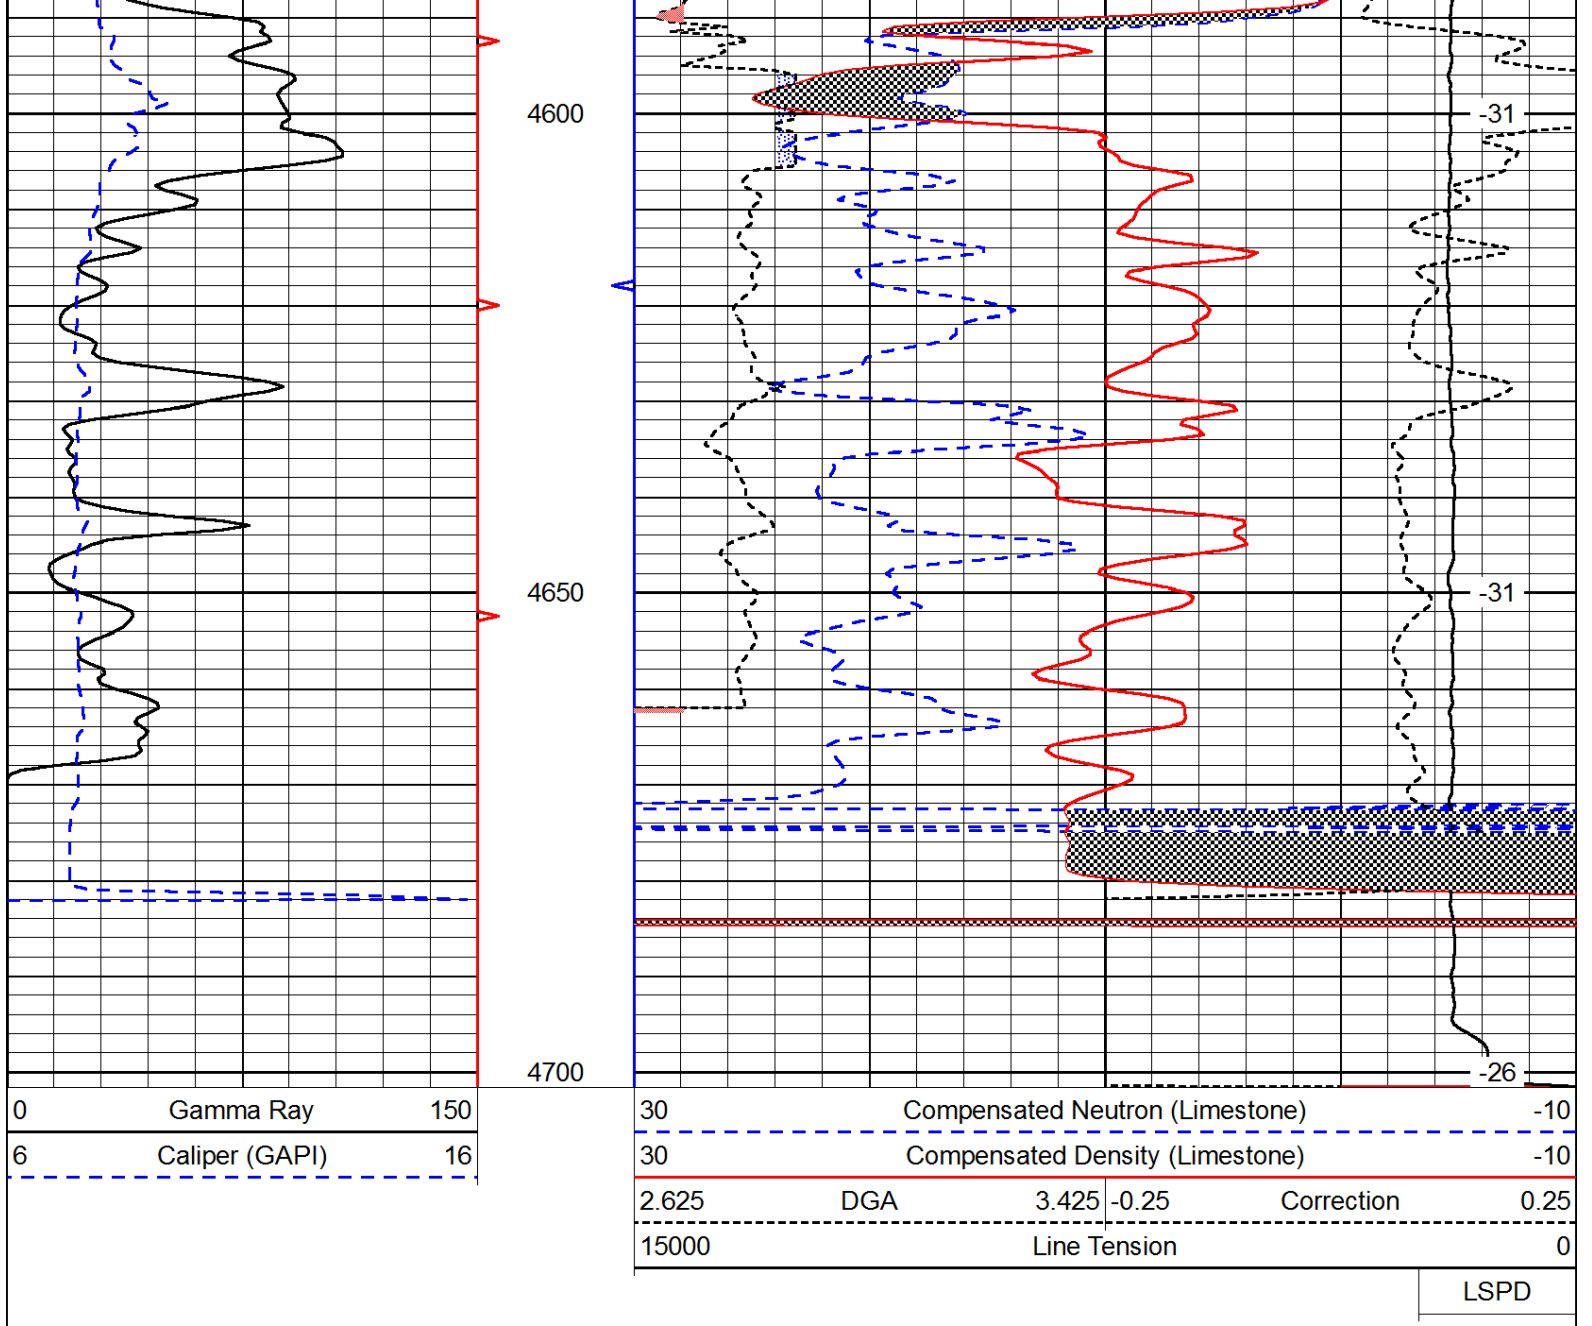 4600
-31
4650
-31
4700
-26
0 Gamma Ray 150
6 Caliper (GAPI) 16
30 Compensated Neutron (Limestone) -10
30 Compensated Density (Limestone) -10
2.625 DGA 3.425 -0.25 Correction 0.25
15000 Line Tension 0
LSPD